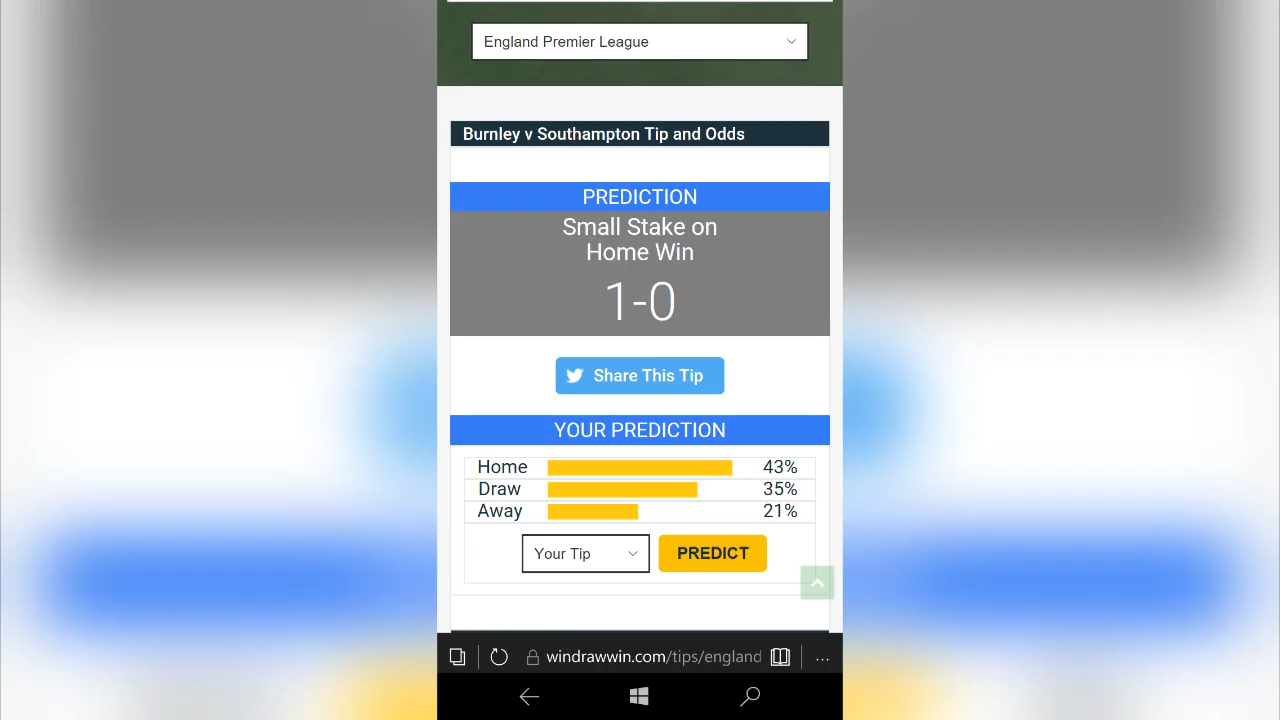 England Premier League
Burnley v Southampton Tip and Odds
PREDICTION
Small Stake on
Home Win
1-0
Share This Tip
YOUR PREDICTION
Home 43%
Draw 35%
Away 21%
Your Tip PREDICT
windrawwin.com/tips/england ...